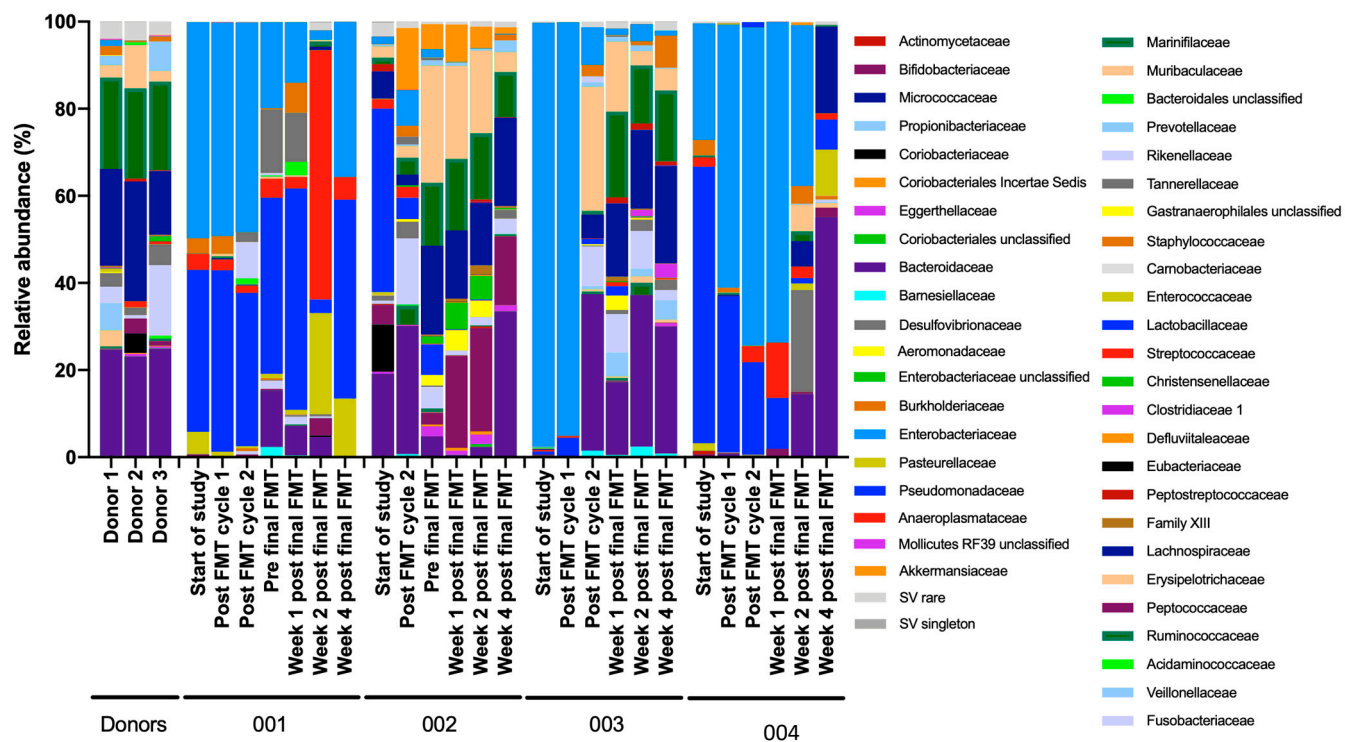 Relative abundance (%)
100
80
60
40
20
0
Donor 1
Donor 2
Donor 3
Start of study
Post FMT cycle 1
Post FMT cycle 2
Pre final FMT
Week 1 post final FMT
Week 2 post final FMT
Week 4 post final FMT
Start of study
Post FMT cycle 2
Pre final FMT
Week 1 post final FMT
Week 2 post final FMT
Week 4 post final FMT
Start of study
Post FMT cycle 1
Post FMT cycle 2
Week 1 post final FMT
Week 2 post final FMT
Week 4 post final FMT
Start of study
Post FMT cycle 1
Post FMT cycle 2
Week 1 post final FMT
Week 2 post final FMT
Week 4 post final FMT
Donors
001
002
003
004
Actinomycetaceae
Bifidobacteriaceae
Micrococcaceae
Propionibacteriaceae
Coriobacteriaceae
Coriobacteriales Incertae Sedis
Eggerthellaceae
Coriobacteriales unclassified
Bacteroidaceae
Barnesiellaceae
Desulfovibrionaceae
Aeromonadaceae
Enterobacteriaceae unclassified
Burkholderiaceae
Enterobacteriaceae
Pasteurellaceae
Pseudomonadaceae
Anaeroplasmataceae
Mollicutes RF39 unclassified
Akkermansiaceae
SV rare
SV singleton
Marinifilaceae
Muribaculaceae
Bacteroidales unclassified
Prevotellaceae
Rikenellaceae
Tannerellaceae
Gastranaerophilales unclassified
Staphylococcaceae
Carnobacteriaceae
Enterococcaceae
Lactobacillaceae
Streptococcaceae
Christensenellaceae
Clostridiaceae 1
Defluviitaleaceae
Eubacteriaceae
Peptostreptococcaceae
Family XIII
Lachnospiraceae
Erysipelotrichaceae
Peptococcaceae
Ruminococcaceae
Acidaminococcaceae
Veillonellaceae
Fusobacteriaceae